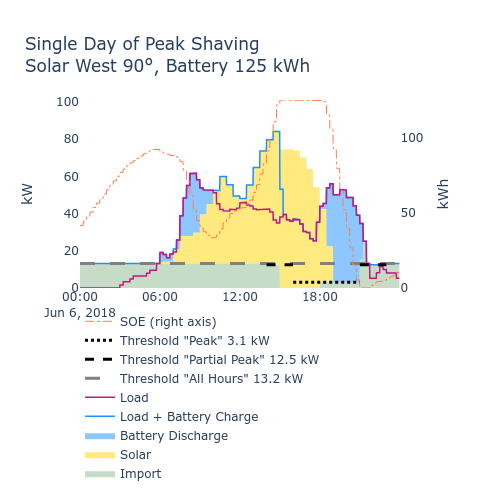 Single Day of Peak Shaving
Solar West 90°, Battery 125 kWh
100
80
60
40
20
0
kW
100
50
0
kWh
00:00 06:00 12:00 18:00
Jun 6, 2018
SOE (right axis)
Threshold "Peak" 3.1 kW
Threshold "Partial Peak" 12.5 kW
Threshold "All Hours" 13.2 kW
Load
Load + Battery Charge
Battery Discharge
Solar
Import